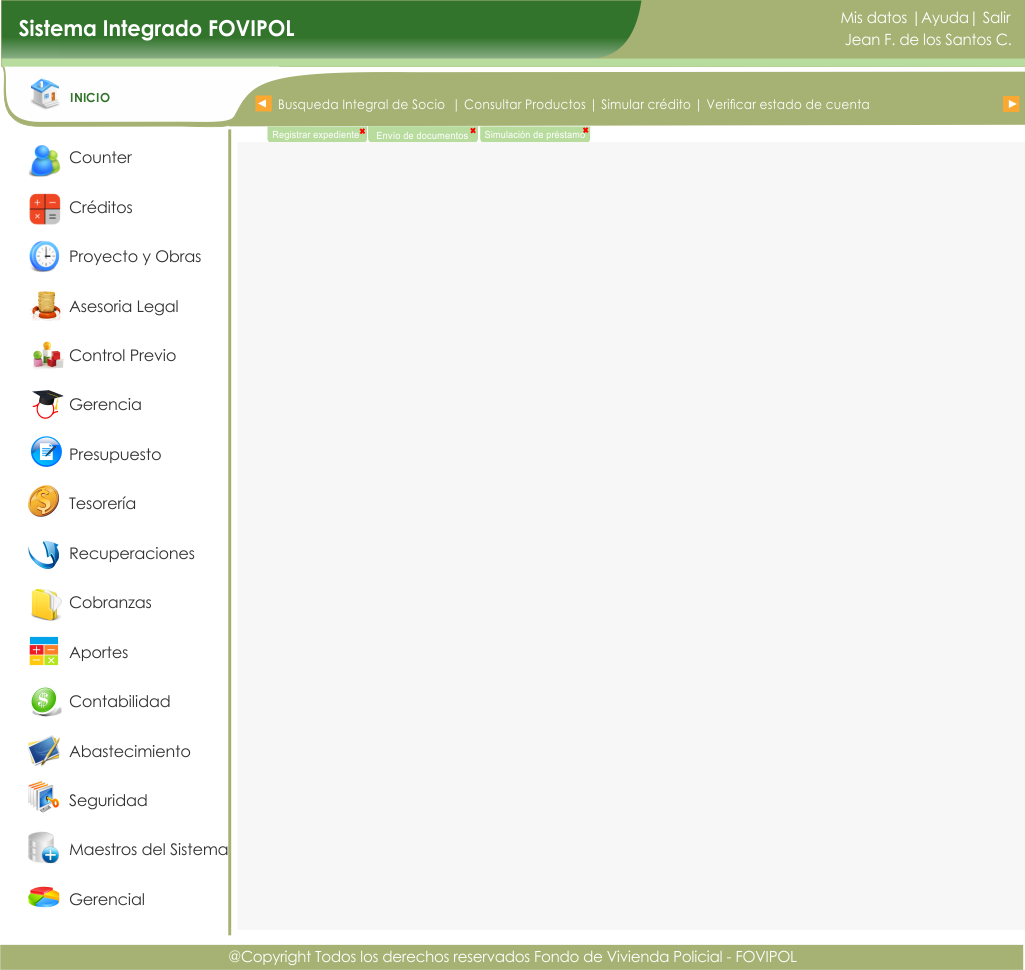 Sistema Integrado FOVIPOL
Mis datos |Ayuda| Salir
Jean F. de los Santos C.
INICIO
Busqueda Integral de Socio | Consultar Productos | Simular crédito | Verificar estado de cuenta
Registrar expediente Envio de documentos Simulación de préstamo
Counter
Créditos
Proyecto y Obras
Asesoria Legal
Control Previo
Gerencia
Presupuesto
Tesorería
Recuperaciones
Cobranzas
Aportes
Contabilidad
Abastecimiento
Seguridad
Maestros del Sistema
Gerencial
@Copyright Todos los derechos reservados Fondo de Vivienda Policial - FOVIPOL